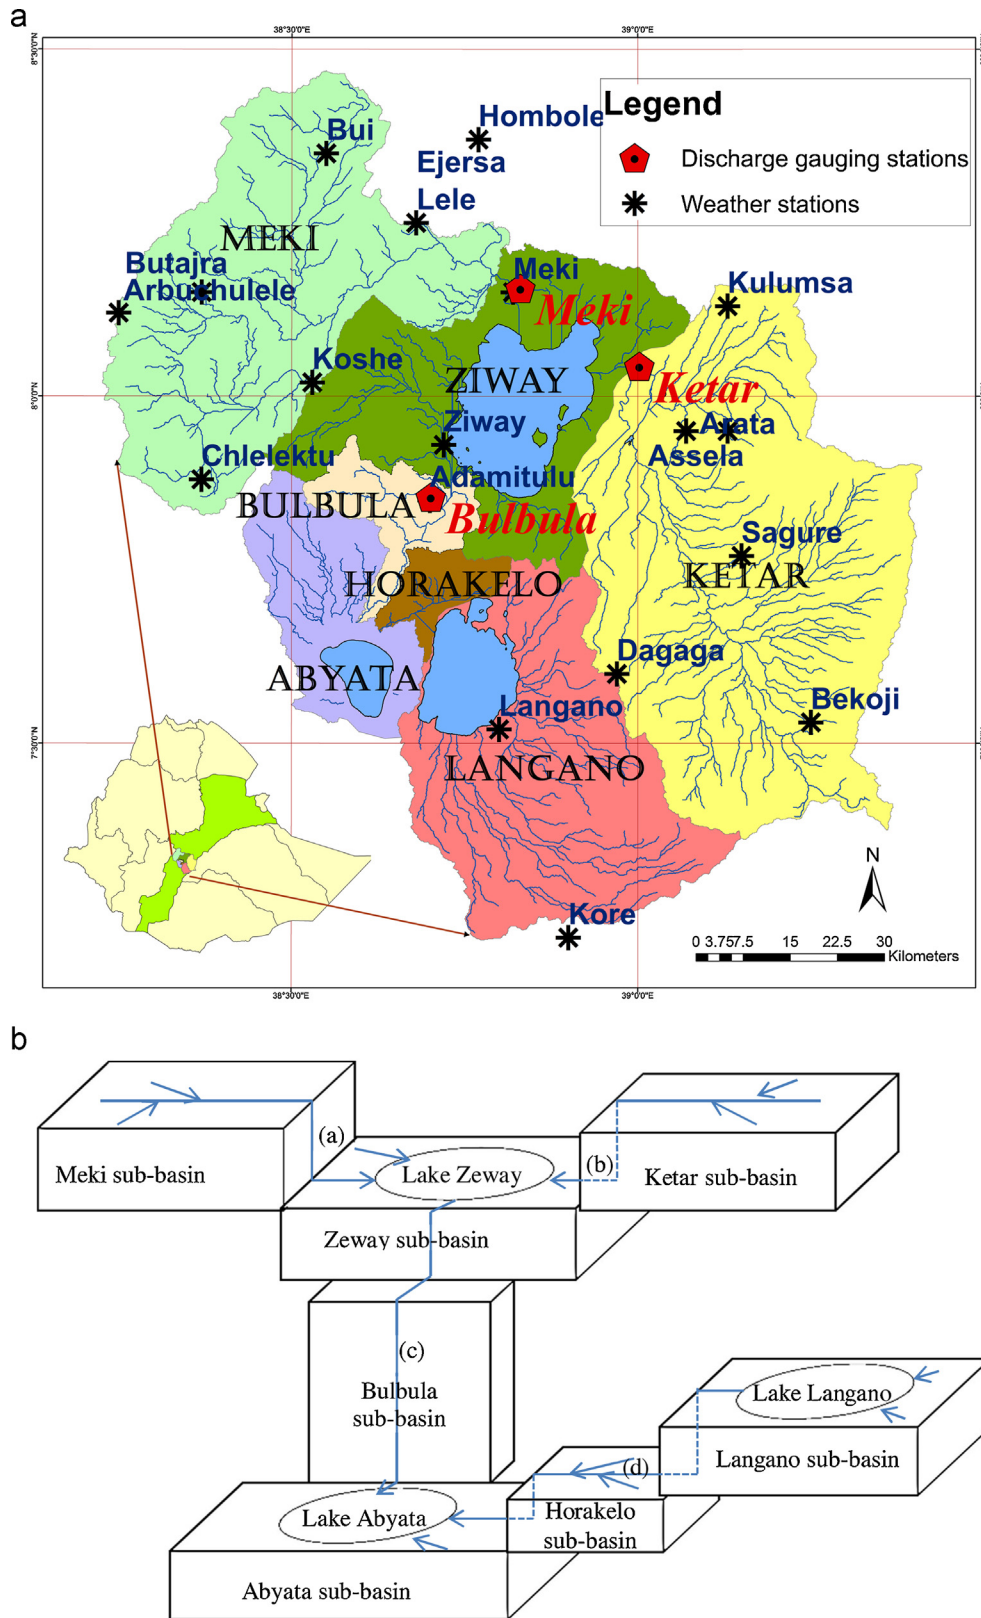 a
38°30'0"E
39°0'0"E
8°30'0"N
Legend
Discharge gauging stations
Weather stations
Hombole
Bui
Ejersa
Lele
MEKI
Butajra
Arbuchulele
Meki
Meki
Kulumsa
Koshe
ZIWAY
Ketar
Ziway
Arata
Assela
Chlelektu
Adamitulu
BULBULA
Bulbula
Sagure
KETAR
HORAKELO
Dagaga
ABYATA
Langano
Bekoji
LANGANO
8°0'0"N
7°30'0"N
Kore
N
0 3.75 7.5 15 22.5 30
Kilometers
38°30'0"E
39°0'0"E
b
(a)
Meki sub-basin
Lake Zeway
(b)
Ketar sub-basin
Zeway sub-basin
(c)
Bulbula
sub-basin
Lake Langano
Langano sub-basin
(d)
Horakelo
sub-basin
Lake Abyata
Abyata sub-basin